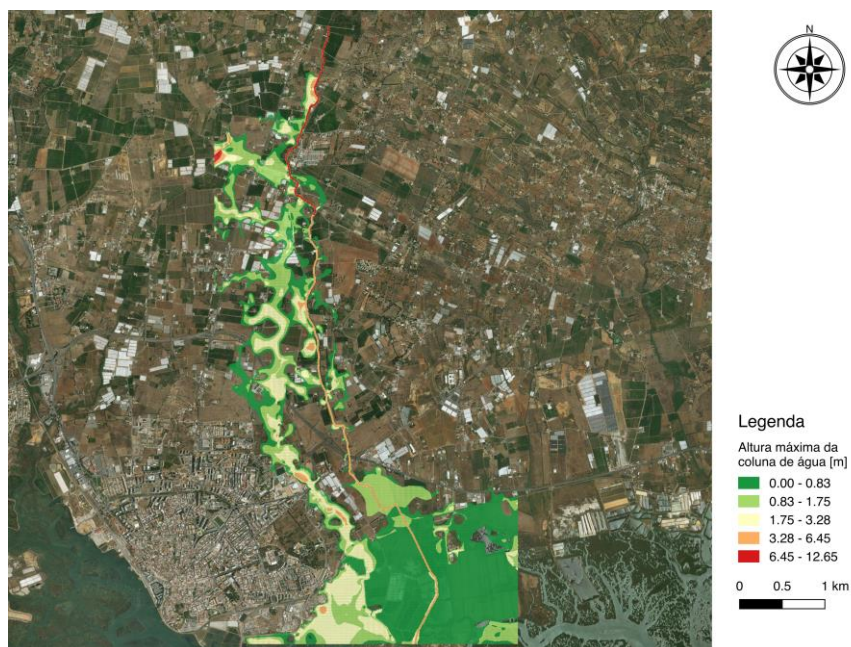 N
Legenda
Altura máxima da
coluna de água [m]
0.00 - 0.83
0.83 - 1.75
1.75 - 3.28
3.28 - 6.45
6.45 - 12.65
0 0.5 1 km